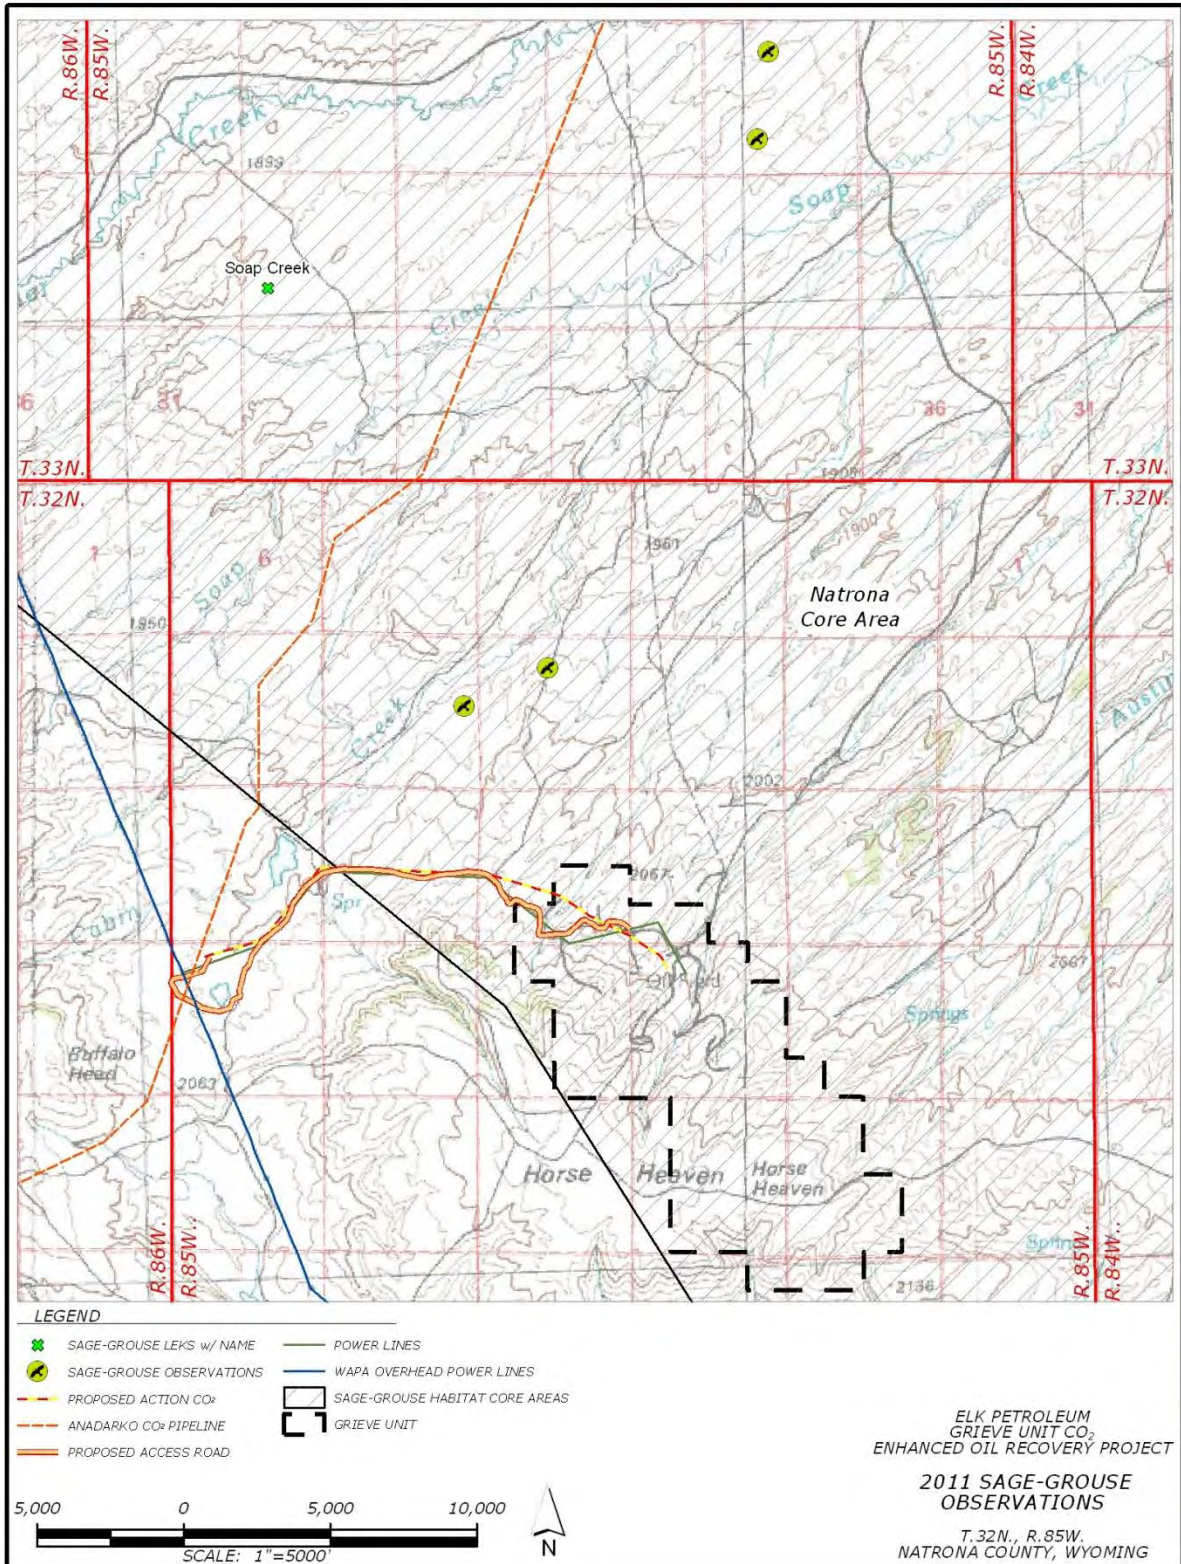 R.86W.
R.85W.
R.85W.
R.84W.
Creek
Creek
1899
Soap
Soap Creek
Creek
36
31
36
31
T.33N.
T.33N.
1905
T.32N.
T.32N.
1900
1961
1
6
1
Soap
Natrona
Core Area
1950
Creek
Austin
2002
2067
Spr
Cabin
2067
Springs
Buffalo
Head
2063
Horse Heaven
Horse
Heaven
R.86W.
R.85W.
R.85W.
R.84W.
2136
LEGEND
SAGE-GROUSE LEKS w/ NAME
SAGE-GROUSE OBSERVATIONS
PROPOSED ACTION CO₂
ANADARKO CO₂ PIPELINE
PROPOSED ACCESS ROAD
POWER LINES
WAPA OVERHEAD POWER LINES
SAGE-GROUSE HABITAT CORE AREAS
GRIEVE UNIT
5,000 0 5,000 10,000
SCALE: 1"=5000'
N
ELK PETROLEUM
GRIEVE UNIT CO₂
ENHANCED OIL RECOVERY PROJECT
2011 SAGE-GROUSE
OBSERVATIONS
T.32N., R.85W.
NATRONA COUNTY, WYOMING